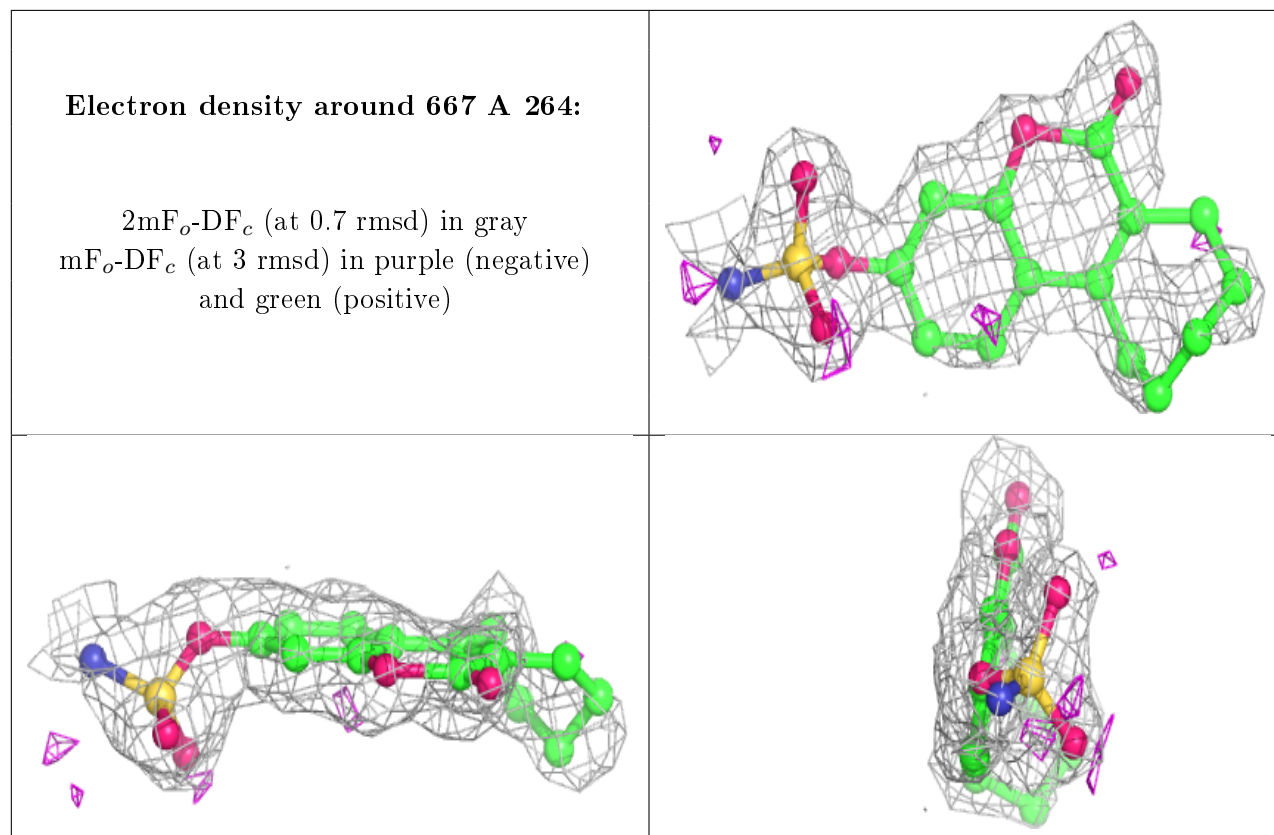 Electron density around 667 A 264:
2mFₒ-DF𝒸 (at 0.7 rmsd) in gray
mFₒ-DF𝒸 (at 3 rmsd) in purple (negative)
and green (positive)